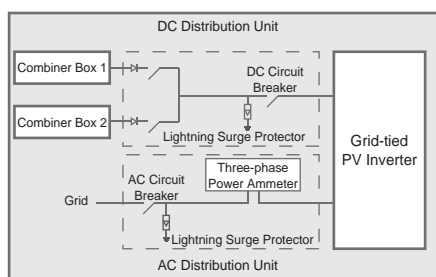 DC Distribution Unit
Combiner Box 1
DC Circuit
Breaker
Combiner Box 2
Lightning Surge Protector
Grid-tied
PV Inverter
Three-phase
Power Ammeter
AC Circuit
Breaker
Grid
Lightning Surge Protector
AC Distribution Unit